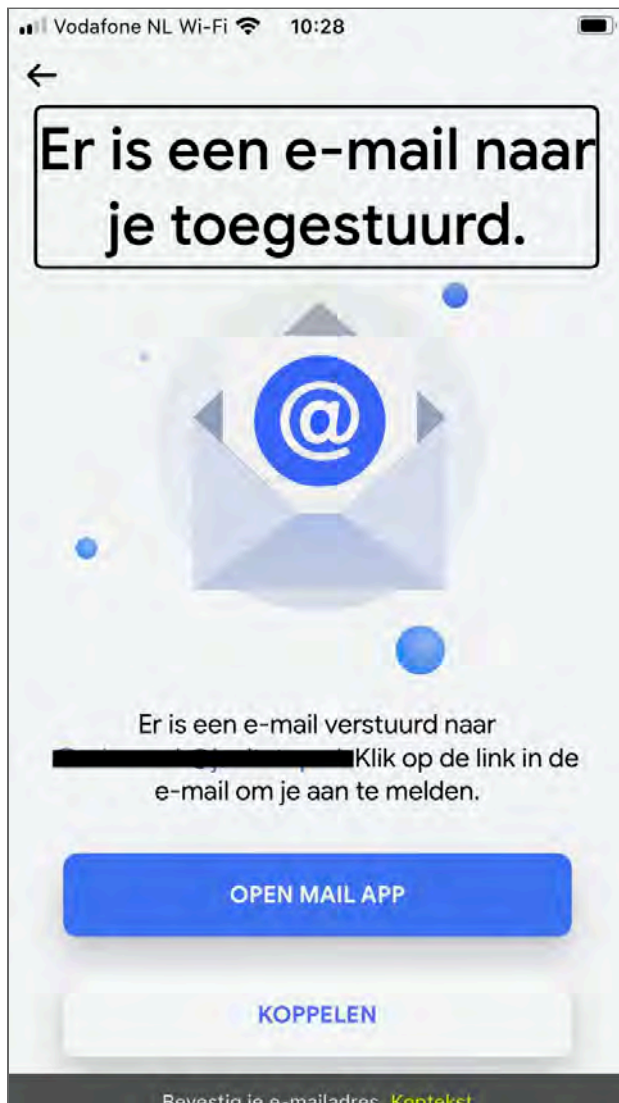 Vodafone NL Wi-Fi 10:28
Er is een e-mail naar
je toegestuurd.
@
Er is een e-mail verstuurd naar
Klik op de link in de
e-mail om je aan te melden.
OPEN MAIL APP
KOPPELEN
Bevestig je e-mailadres. Koptekst